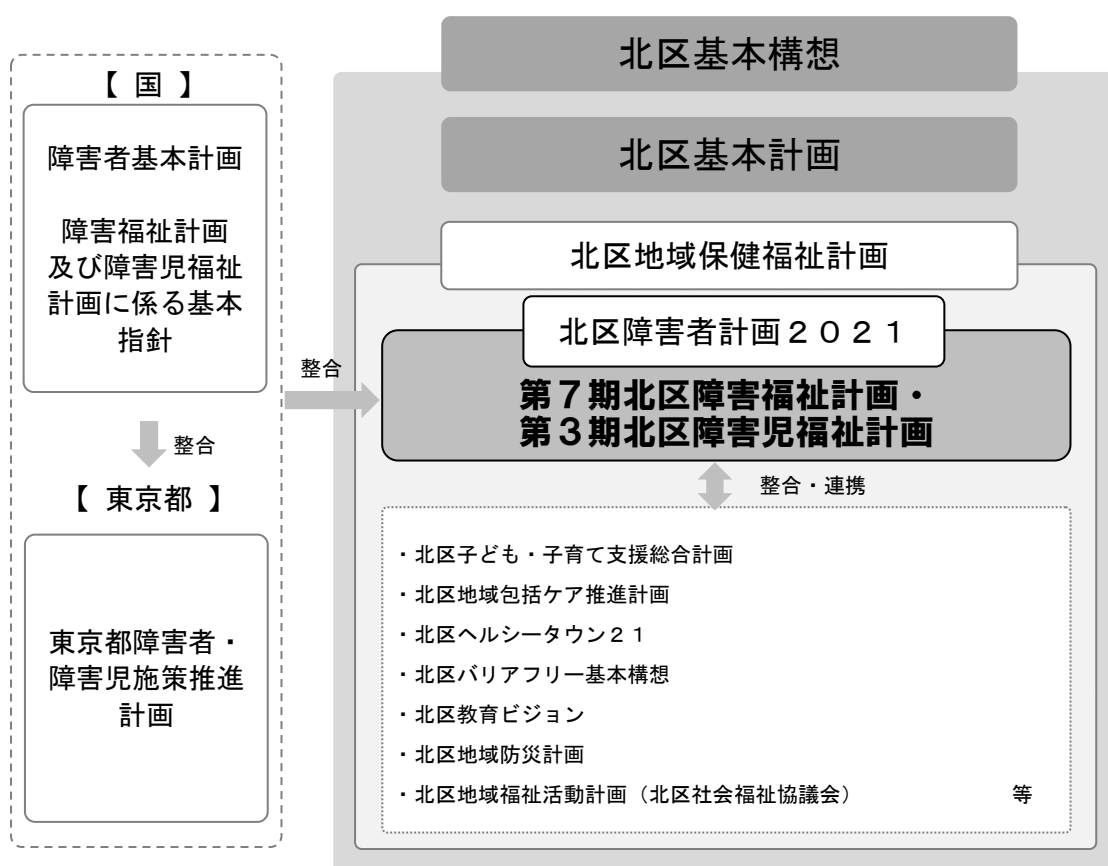 【 国 】
障害者基本計画
障害福祉計画
及び障害児福祉
計画に係る基本
指針
整合
【 東京都 】
東京都障害者・
障害児施策推進
計画
整合
北区基本構想
北区基本計画
北区地域保健福祉計画
北区障害者計画２０２１
第７期北区障害福祉計画・
第３期北区障害児福祉計画
整合・連携
・北区子ども・子育て支援総合計画
・北区地域包括ケア推進計画
・北区ヘルシータウン２１
・北区バリアフリー基本構想
・北区教育ビジョン
・北区地域防災計画
・北区地域福祉活動計画（北区社会福祉協議会） 等